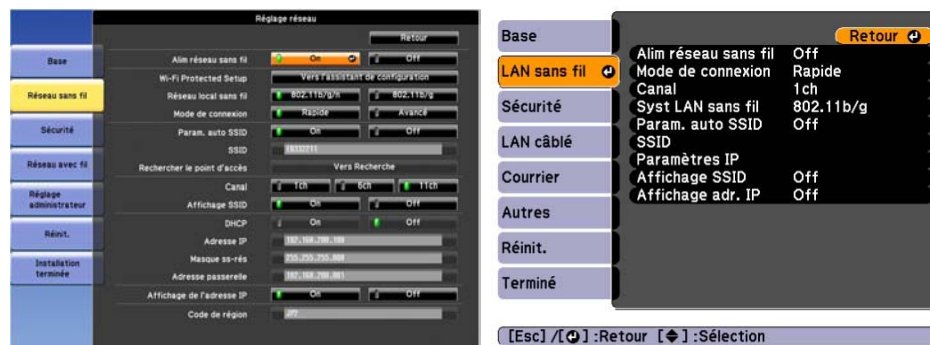 Réglage réseau
Retour
Base
Réseau sans fil
Sécurité
Réseau avec fil
Réglage
administrateur
Réinit.
Installation
terminée
Alim réseau sans fil On Off
Wi-Fi Protected Setup Vers l'assistant de configuration
Réseau local sans fil 802.11b/g/n 802.11b/g
Mode de connexion Rapide Avancé
Param. auto SSID On Off
SSID
Rechercher le point d'accès Vers Recherche
Canal 1ch 6ch 11ch
Affichage SSID On Off
DHCP On Off
Adresse IP
Masque ss-rés 255.255.255.000
Adresse passerelle
Affichage de l'adresse IP On Off
Code de région
Base
LAN sans fil
Sécurité
LAN câblé
Courrier
Autres
Réinit.
Terminé
Retour
Alim réseau sans fil Off
Mode de connexion Rapide
Canal 1ch
Syst LAN sans fil 802.11b/g
Param. auto SSID Off
SSID
Paramètres IP
Affichage SSID Off
Affichage adr. IP Off
[Esc] /[ ] :Retour [ ] :Sélection